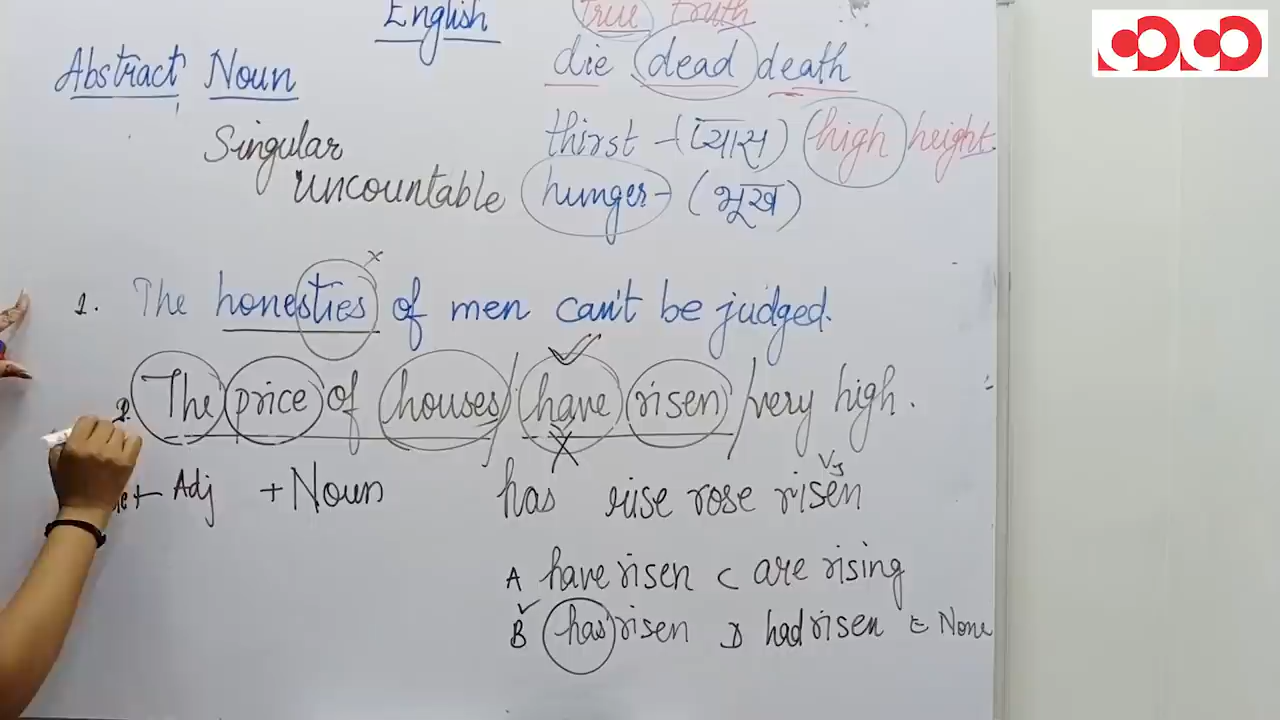 English
true truth
Abstract Noun
die dead death
Singular
thirst - (प्यास) high height
uncountable
hunger - (भूख)
x
1. The honesties of men can't be judged.
2. The price of houses / have risen / very high.
X
V3
Adj + Noun
has rise rose risen
A have risen C are rising
B has risen D had risen E None